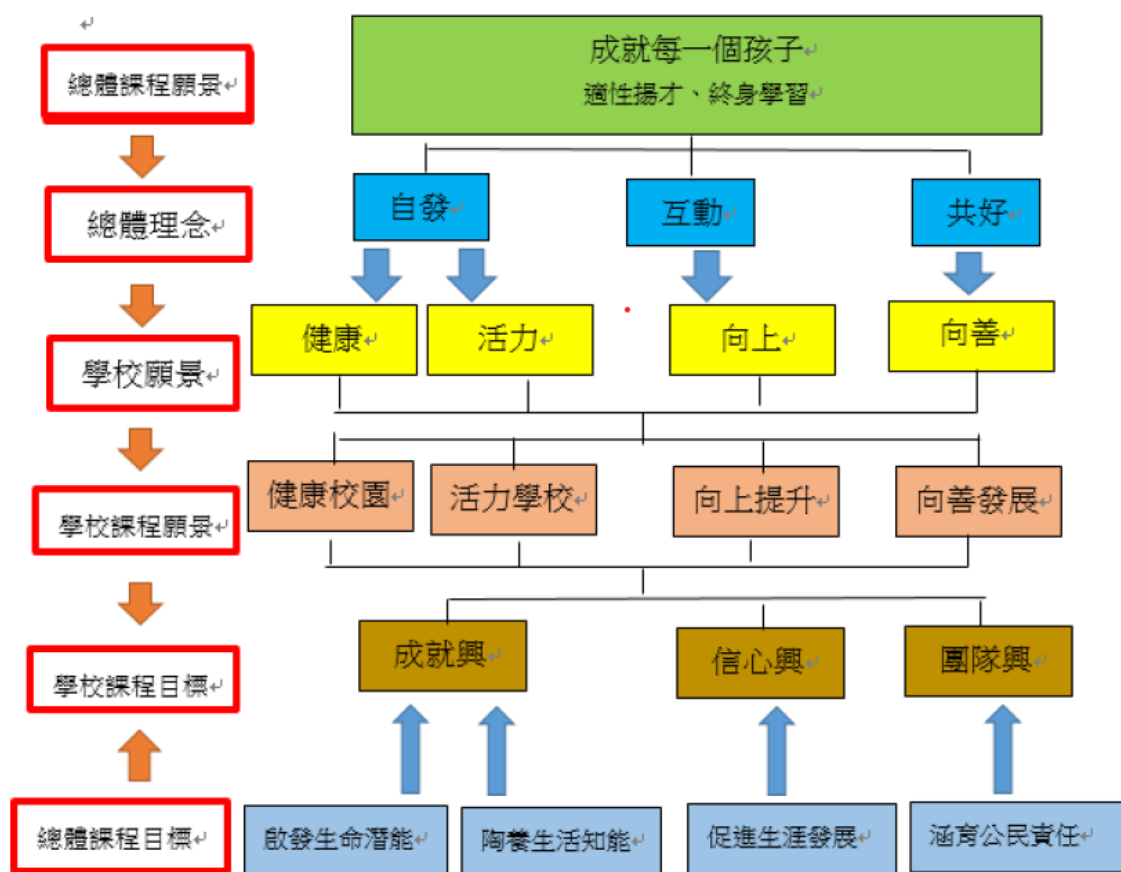 成就每一個孩子
總體課程願景
適性揚才、終身學習
總體理念
自發
互動
共好
學校願景
健康
活力
向上
向善
學校課程願景
健康校園
活力學校
向上提升
向善發展
學校課程目標
成就興
信心興
團隊興
總體課程目標
啟發生命潛能
陶養生活知能
促進生涯發展
涵育公民責任